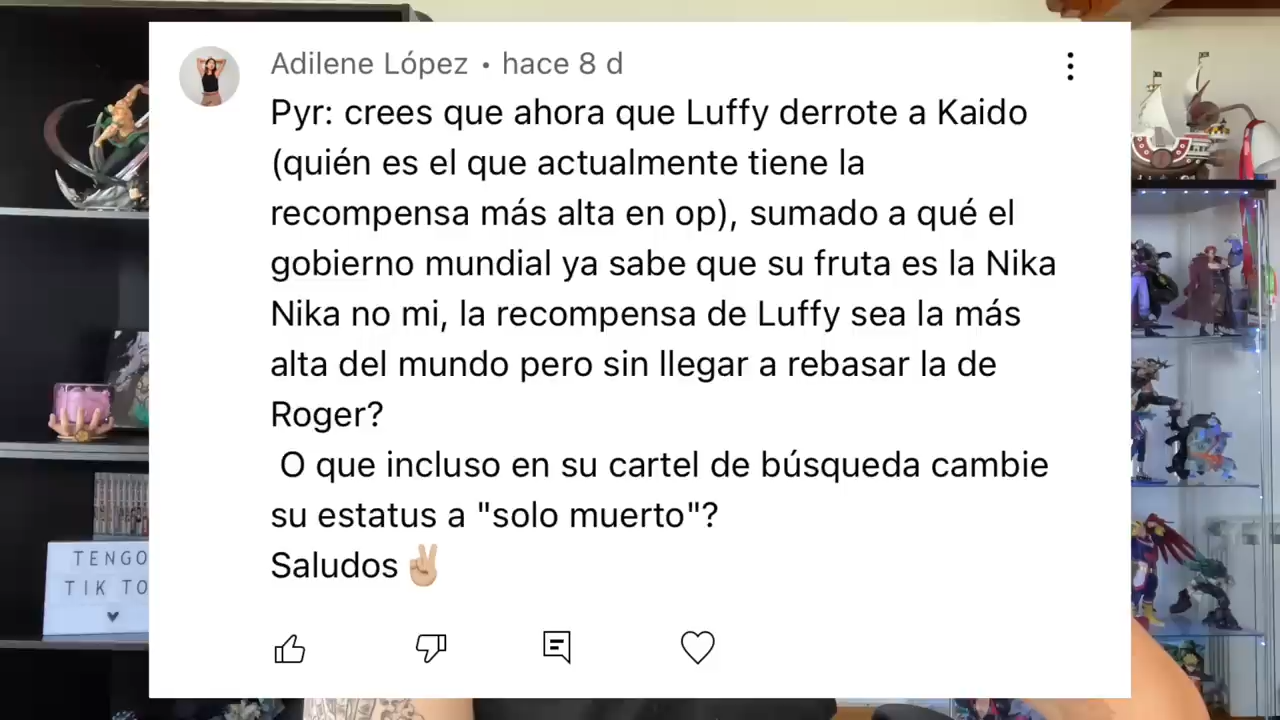 Adilene López • hace 8 d
Pyr: crees que ahora que Luffy derrote a Kaido
(quién es el que actualmente tiene la
recompensa más alta en op), sumado a qué el
gobierno mundial ya sabe que su fruta es la Nika
Nika no mi, la recompensa de Luffy sea la más
alta del mundo pero sin llegar a rebasar la de
Roger?
O que incluso en su cartel de búsqueda cambie
su estatus a "solo muerto"?
Saludos✌🏼
TENGO
TIK TO